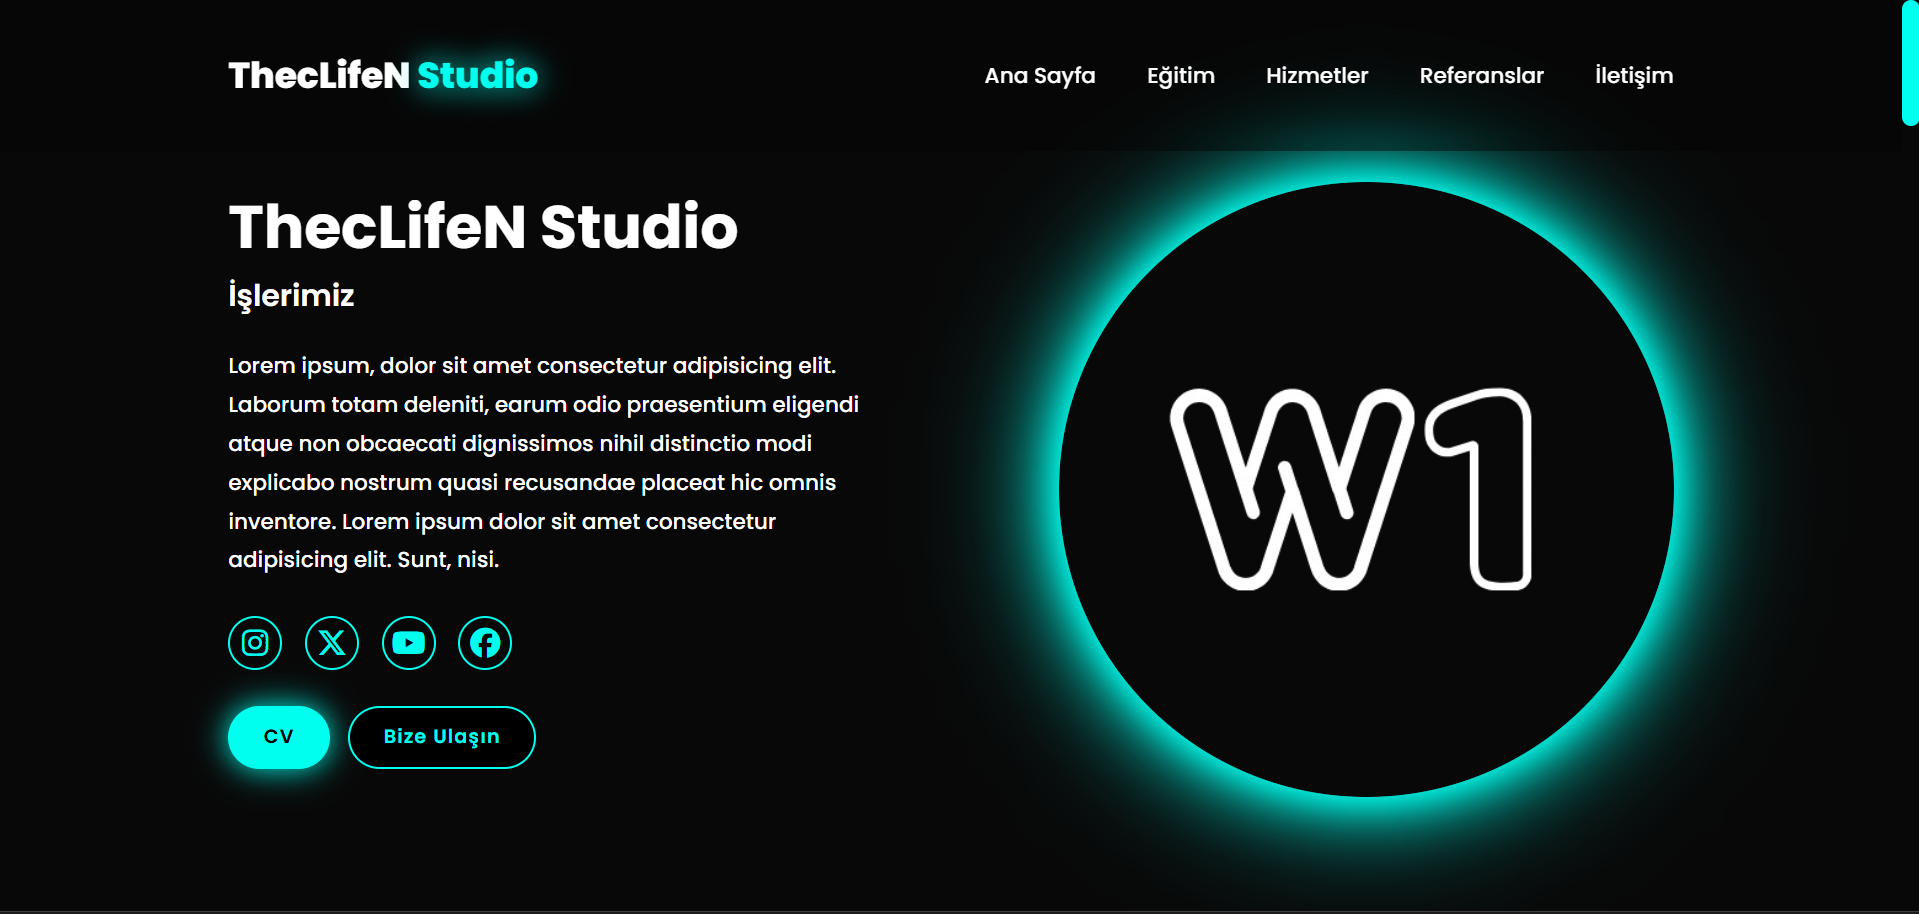 ThecLifeN Studio
Ana Sayfa
Eğitim
Hizmetler
Referanslar
İletişim
ThecLifeN Studio
İşlerimiz
Lorem ipsum, dolor sit amet consectetur adipisicing elit.
Laborum totam deleniti, earum odio praesentium eligendi
atque non obcaecati dignissimos nihil distinctio modi
explicabo nostrum quasi recusandae placeat hic omnis
inventore. Lorem ipsum dolor sit amet consectetur
adipisicing elit. Sunt, nisi.
CV
Bize Ulaşın
W1